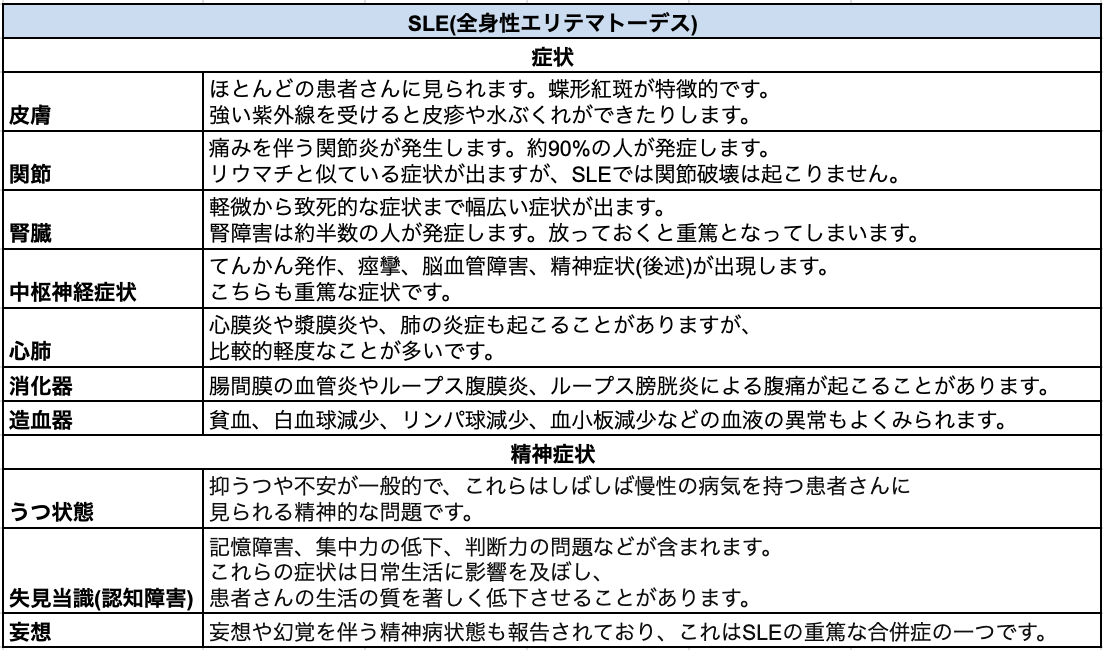 SLE(全身性エリテマトーデス)
症状
皮膚
ほとんどの患者さんに見られます。蝶形紅斑が特徴的です。
強い紫外線を受けると皮疹や水ぶくれができたりします。
関節
痛みを伴う関節炎が発生します。約90%の人が発症します。
リウマチと似ている症状が出ますが、SLEでは関節破壊は起こりません。
腎臓
軽微から致死的な症状まで幅広い症状が出ます。
腎障害は約半数の人が発症します。放っておくと重篤となってしまいます。
中枢神経症状
てんかん発作、痙攣、脳血管障害、精神症状(後述)が出現します。
こちらも重篤な症状です。
心肺
心膜炎や漿膜炎や、肺の炎症も起こることがありますが、
比較的軽度なことが多いです。
消化器
腸間膜の血管炎やループス腹膜炎、ループス膀胱炎による腹痛が起こることがあります。
造血器
貧血、白血球減少、リンパ球減少、血小板減少などの血液の異常もよくみられます。
精神症状
うつ状態
抑うつや不安が一般的で、これらはしばしば慢性の病気を持つ患者さんに
見られる精神的な問題です。
失見当識(認知障害)
記憶障害、集中力の低下、判断力の問題などが含まれます。
これらの症状は日常生活に影響を及ぼし、
患者さんの生活の質を著しく低下させることがあります。
妄想
妄想や幻覚を伴う精神病状態も報告されており、これはSLEの重篤な合併症の一つです。